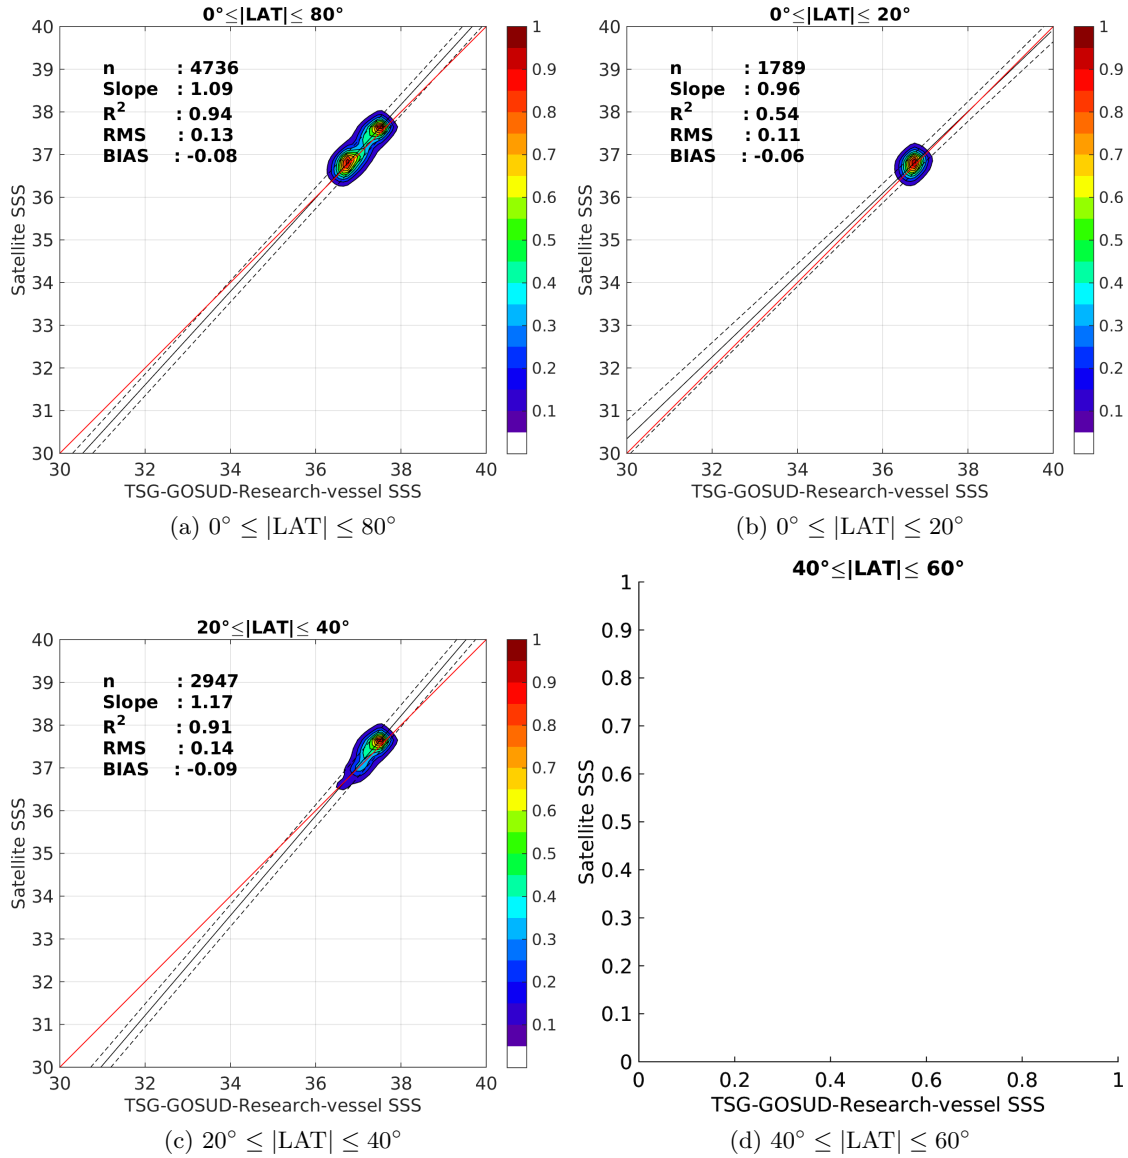 0°≤|LAT|≤ 80°
40
39
38
37
36
35
34
33
32
31
30
30 32 34 36 38 40
Satellite SSS
TSG-GOSUD-Research-vessel SSS
n : 4736
Slope : 1.09
R2 : 0.94
RMS : 0.13
BIAS : -0.08
1
0.9
0.8
0.7
0.6
0.5
0.4
0.3
0.2
0.1
(a) 0° ≤ |LAT| ≤ 80°
0°≤|LAT|≤ 20°
40
39
38
37
36
35
34
33
32
31
30
30 32 34 36 38 40
Satellite SSS
TSG-GOSUD-Research-vessel SSS
n : 1789
Slope : 0.96
R2 : 0.54
RMS : 0.11
BIAS : -0.06
1
0.9
0.8
0.7
0.6
0.5
0.4
0.3
0.2
0.1
(b) 0° ≤ |LAT| ≤ 20°
20°≤|LAT|≤ 40°
40
39
38
37
36
35
34
33
32
31
30
30 32 34 36 38 40
Satellite SSS
TSG-GOSUD-Research-vessel SSS
n : 2947
Slope : 1.17
R2 : 0.91
RMS : 0.14
BIAS : -0.09
1
0.9
0.8
0.7
0.6
0.5
0.4
0.3
0.2
0.1
(c) 20° ≤ |LAT| ≤ 40°
40°≤|LAT|≤ 60°
1
0.9
0.8
0.7
0.6
0.5
0.4
0.3
0.2
0.1
0
0 0.2 0.4 0.6 0.8 1
Satellite SSS
TSG-GOSUD-Research-vessel SSS
(d) 40° ≤ |LAT| ≤ 60°